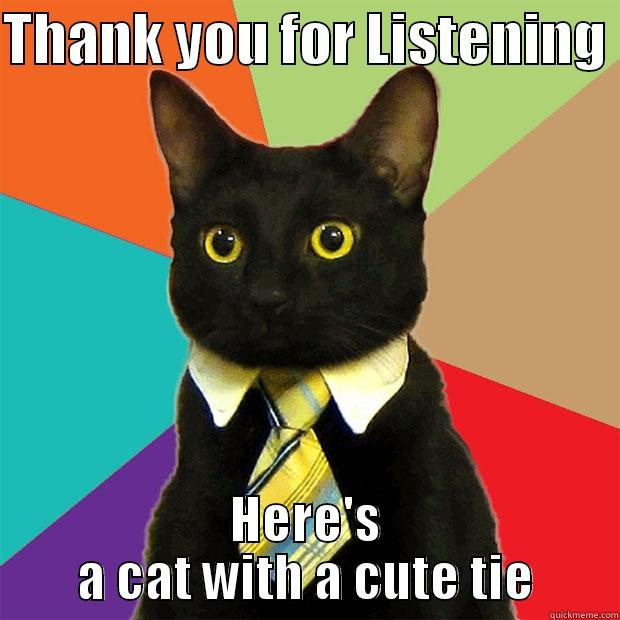 Thank you for Listening
Here's
a cat with a cute tie
quickmeme.com